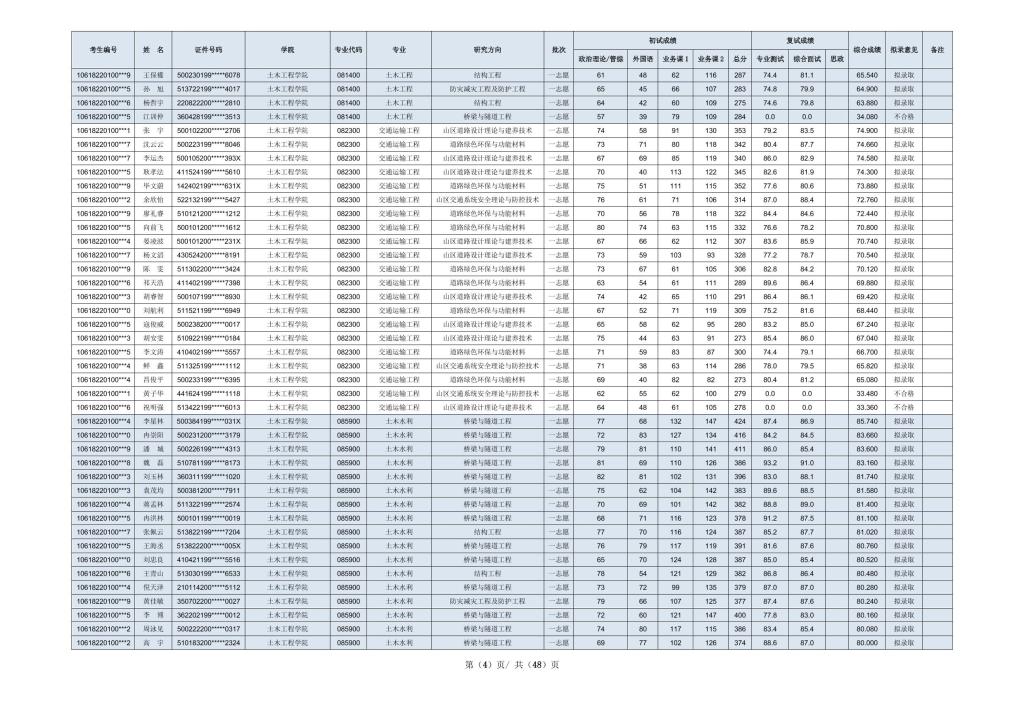 考生编号 姓 名 证件号码 学院 专业代码 专业 研究方向 批次 初试成绩 复试成绩 综合成绩 拟录意见 备注
政治理论/管综 外国语 业务课1 业务课2 总分 专业测试 综合面试 思政
10618220100***9 王保耀 500230199*****6078 土木工程学院 081400 土木工程 结构工程 一志愿 61 48 62 116 287 74.4 81.1 65.540 拟录取
10618220100***5 孙 旭 513722199*****4017 土木工程学院 081400 土木工程 防灾减灾工程及防护工程 一志愿 65 45 66 107 283 74.8 79.9 64.900 拟录取
10618220100***6 杨哲宇 220822200*****2810 土木工程学院 081400 土木工程 结构工程 一志愿 64 42 60 109 275 74.6 79.8 63.880 拟录取
10618220100***5 江训仲 360428199*****3513 土木工程学院 081400 土木工程 桥梁与隧道工程 一志愿 57 39 79 109 284 0.0 0.0 34.080 不合格
10618220100***1 张 宇 500102200*****2706 土木工程学院 082300 交通运输工程 山区道路设计理论与建养技术 一志愿 74 58 91 130 353 79.2 83.5 74.900 拟录取
10618220100***7 沈云云 500223199*****8046 土木工程学院 082300 交通运输工程 道路绿色环保与功能材料 一志愿 73 71 80 118 342 80.4 87.7 74.660 拟录取
10618220100***7 李运杰 500105200*****393X 土木工程学院 082300 交通运输工程 山区道路设计理论与建养技术 一志愿 67 69 85 119 340 86.0 82.9 74.580 拟录取
10618220100***5 耿孝法 411524199*****5610 土木工程学院 082300 交通运输工程 山区道路设计理论与建养技术 一志愿 70 40 113 122 345 82.6 81.9 74.300 拟录取
10618220100***9 毕文蔚 142402199*****631X 土木工程学院 082300 交通运输工程 道路绿色环保与功能材料 一志愿 75 51 111 115 352 77.6 80.6 73.880 拟录取
10618220100***2 余欣怡 522132199*****5427 土木工程学院 082300 交通运输工程 山区交通系统安全理论与防控技术 一志愿 76 61 71 106 314 87.0 88.4 72.760 拟录取
10618220100***9 廖礼睿 510121200*****1212 土木工程学院 082300 交通运输工程 道路绿色环保与功能材料 一志愿 70 56 78 118 322 84.4 84.6 72.440 拟录取
10618220100***5 向前飞 500101200*****1612 土木工程学院 082300 交通运输工程 道路绿色环保与功能材料 一志愿 80 74 63 115 332 76.6 78.2 70.800 拟录取
10618220100***4 晏凌波 500101200*****231X 土木工程学院 082300 交通运输工程 山区道路设计理论与建养技术 一志愿 67 66 62 112 307 83.6 85.9 70.740 拟录取
10618220100***7 杨文滔 430524200*****8191 土木工程学院 082300 交通运输工程 山区道路设计理论与建养技术 一志愿 73 59 103 93 328 77.2 78.7 70.540 拟录取
10618220100***9 陈 雯 511302200*****3424 土木工程学院 082300 交通运输工程 道路绿色环保与功能材料 一志愿 73 67 61 105 306 82.8 84.2 70.120 拟录取
10618220100***6 祁天浩 411402199*****7398 土木工程学院 082300 交通运输工程 道路绿色环保与功能材料 一志愿 63 54 61 111 289 89.6 86.4 69.880 拟录取
10618220100***3 胡睿智 500107199*****8930 土木工程学院 082300 交通运输工程 山区道路设计理论与建养技术 一志愿 74 42 65 110 291 86.4 86.1 69.420 拟录取
10618220100***0 刘航利 511521199*****6949 土木工程学院 082300 交通运输工程 道路绿色环保与功能材料 一志愿 67 52 71 119 309 75.2 81.6 68.440 拟录取
10618220100***5 寇俊威 500238200*****0017 土木工程学院 082300 交通运输工程 山区道路设计理论与建养技术 一志愿 65 58 62 95 280 83.2 85.0 67.240 拟录取
10618220100***3 胡安雯 510922199*****0184 土木工程学院 082300 交通运输工程 山区道路设计理论与建养技术 一志愿 75 44 63 91 273 85.4 86.0 67.040 拟录取
10618220100***5 李文涛 410402199*****5557 土木工程学院 082300 交通运输工程 道路绿色环保与功能材料 一志愿 71 59 83 87 300 74.4 79.1 66.700 拟录取
10618220100***4 鲜 鑫 511325199*****1112 土木工程学院 082300 交通运输工程 山区交通系统安全理论与防控技术 一志愿 71 38 63 114 286 78.0 79.5 65.820 拟录取
10618220100***4 吕俊平 500233199*****6395 土木工程学院 082300 交通运输工程 道路绿色环保与功能材料 一志愿 69 40 82 82 273 80.4 81.2 65.080 拟录取
10618220100***1 黄子华 441624199*****1118 土木工程学院 082300 交通运输工程 山区交通系统安全理论与防控技术 一志愿 62 55 62 100 279 0.0 0.0 33.480 不合格
10618220100***6 祝明强 513422199*****6013 土木工程学院 082300 交通运输工程 山区道路设计理论与建养技术 一志愿 64 48 61 105 278 0.0 0.0 33.360 不合格
10618220100***4 李星林 500384199*****031X 土木工程学院 085900 土木水利 桥梁与隧道工程 一志愿 77 68 132 147 424 87.4 86.9 85.740 拟录取
10618220100***0 冉崇阳 500231200*****3179 土木工程学院 085900 土木水利 桥梁与隧道工程 一志愿 72 83 127 134 416 84.2 84.5 83.660 拟录取
10618220100***9 潘 城 500226199*****4313 土木工程学院 085900 土木水利 桥梁与隧道工程 一志愿 79 81 110 141 411 86.0 85.4 83.600 拟录取
10618220100***8 魏 磊 510781199*****8173 土木工程学院 085900 土木水利 桥梁与隧道工程 一志愿 81 69 110 126 386 93.2 91.0 83.160 拟录取
10618220100***3 刘玉林 360311199*****1020 土木工程学院 085900 土木水利 桥梁与隧道工程 一志愿 82 81 102 131 396 83.0 88.1 81.740 拟录取
10618220100***3 袁茂均 500381200*****7911 土木工程学院 085900 土木水利 桥梁与隧道工程 一志愿 75 62 104 142 383 89.6 88.5 81.580 拟录取
10618220100***4 蒋孟林 511322199*****2574 土木工程学院 085900 土木水利 桥梁与隧道工程 一志愿 70 69 101 142 382 88.8 89.0 81.400 拟录取
10618220100***5 冉洪林 500101199*****0019 土木工程学院 085900 土木水利 桥梁与隧道工程 一志愿 68 71 116 123 378 91.2 87.5 81.100 拟录取
10618220100***7 张佩云 513822199*****7204 土木工程学院 085900 土木水利 结构工程 一志愿 77 70 116 124 387 85.2 87.7 81.020 拟录取
10618220100***5 王海丞 513822200*****005X 土木工程学院 085900 土木水利 桥梁与隧道工程 一志愿 76 79 117 119 391 81.6 87.6 80.760 拟录取
10618220100***0 刘忠良 410421199*****5516 土木工程学院 085900 土木水利 桥梁与隧道工程 一志愿 65 70 124 128 387 85.0 85.4 80.520 拟录取
10618220100***6 王青山 513030199*****6533 土木工程学院 085900 土木水利 结构工程 一志愿 78 54 121 129 382 86.8 86.4 80.480 拟录取
10618220100***4 倪天泽 210114200*****5112 土木工程学院 085900 土木水利 桥梁与隧道工程 一志愿 73 72 99 135 379 87.0 87.0 80.280 拟录取
10618220100***9 黄佳敏 350702200*****0027 土木工程学院 085900 土木水利 防灾减灾工程及防护工程 一志愿 79 66 107 125 377 87.4 87.6 80.240 拟录取
10618220100***5 李 博 362202199*****0012 土木工程学院 085900 土木水利 桥梁与隧道工程 一志愿 72 60 121 147 400 77.8 83.0 80.160 拟录取
10618220100***2 周泳见 500222200*****0317 土木工程学院 085900 土木水利 桥梁与隧道工程 一志愿 74 80 117 115 386 83.4 85.4 80.080 拟录取
10618220100***2 高 宇 510183200*****2324 土木工程学院 085900 土木水利 桥梁与隧道工程 一志愿 69 77 102 126 374 88.6 87.0 80.000 拟录取
第（4）页/ 共（48）页